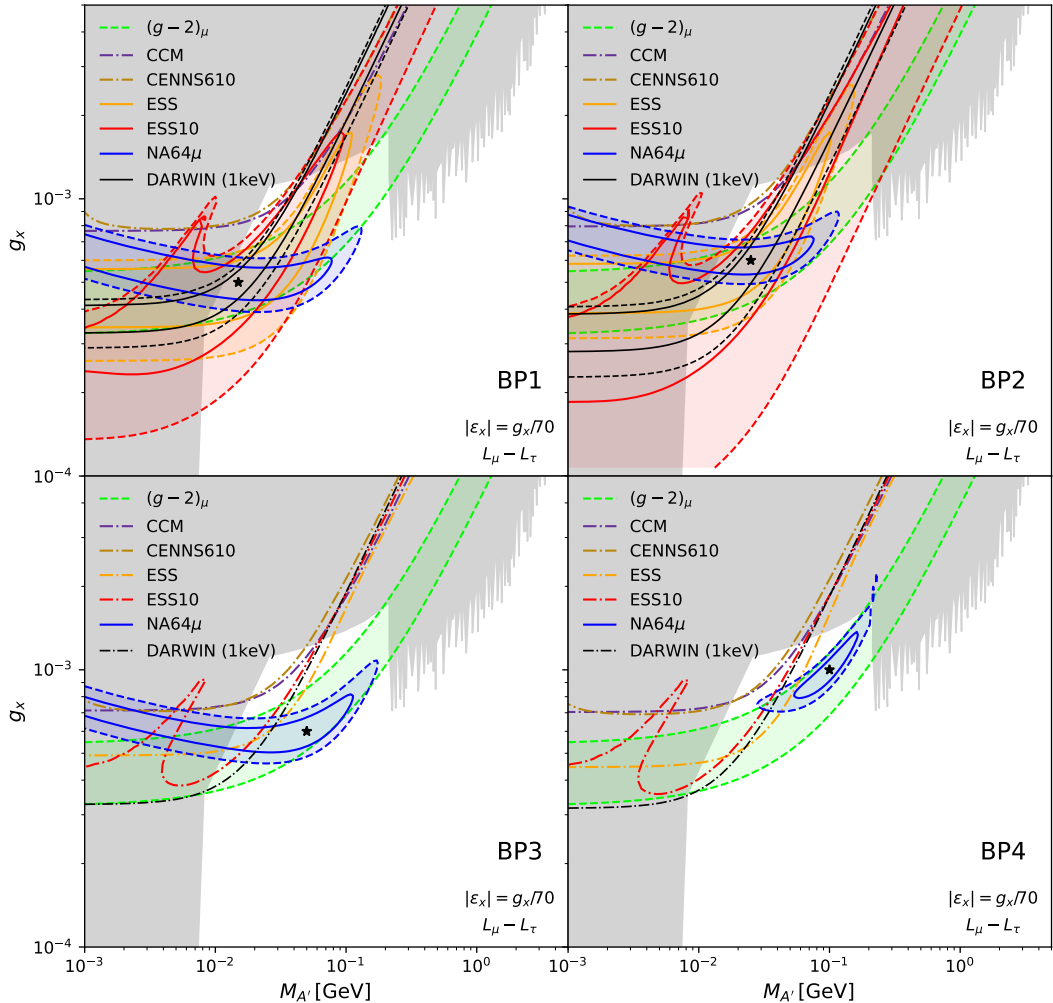 (g − 2)μ
CCM
CENNS610
ESS
ESS10
NA64μ
DARWIN (1keV)
BP1
|εx| = gx/70
Lμ − Lτ
(g − 2)μ
CCM
CENNS610
ESS
ESS10
NA64μ
DARWIN (1keV)
BP2
|εx| = gx/70
Lμ − Lτ
10⁻³
gx
10⁻⁴
(g − 2)μ
CCM
CENNS610
ESS
ESS10
NA64μ
DARWIN (1keV)
BP3
|εx| = gx/70
Lμ − Lτ
(g − 2)μ
CCM
CENNS610
ESS
ESS10
NA64μ
DARWIN (1keV)
BP4
|εx| = gx/70
Lμ − Lτ
10⁻³
gx
10⁻⁴
10⁻³ 10⁻² 10⁻¹ 10⁰ 10⁻³ 10⁻² 10⁻¹ 10⁰
MA′ [GeV] MA′ [GeV]